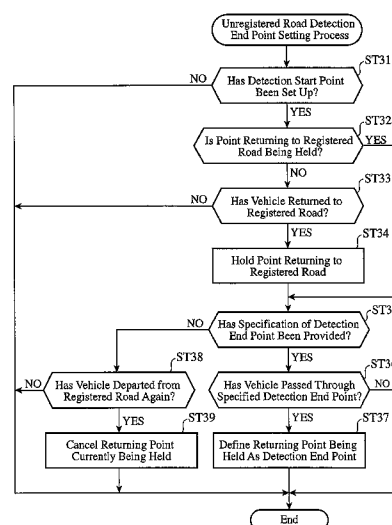 Unregistered Road Detection
End Point Setting Process
ST31
NO
Has Detection Start Point
Been Set Up?
YES
ST32
Is Point Returning to Registered
Road Being Held?
YES
NO
ST33
NO
Has Vehicle Returned to
Registered Road?
YES
ST34
Hold Point Returning to
Registered Road
NO
Has Specification of Detection
End Point Been Provided?
YES
ST38
NO
Has Vehicle Departed from
Registered Road Again?
Has Vehicle Passed Through
Specified Detection End Point?
NO
YES
ST39
YES
ST37
Cancel Returning Point
Currently Being Held
Define Returning Point Being
Held As Detection End Point
End